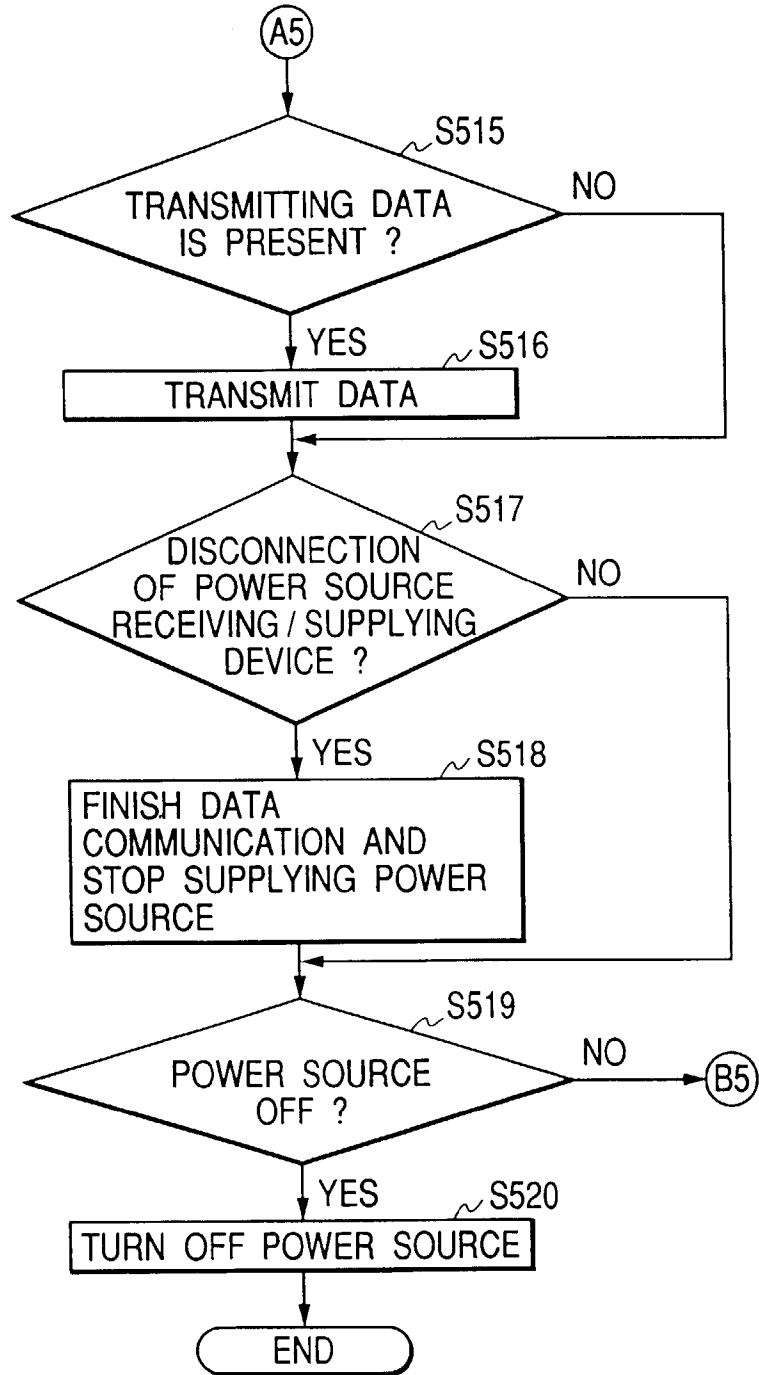 A5
S515
TRANSMITTING DATA
IS PRESENT ?
NO
YES
S516
TRANSMIT DATA
S517
DISCONNECTION
OF POWER SOURCE
RECEIVING / SUPPLYING
DEVICE ?
NO
YES
S518
FINISH DATA
COMMUNICATION AND
STOP SUPPLYING POWER
SOURCE
S519
POWER SOURCE
OFF ?
NO
B5
YES
S520
TURN OFF POWER SOURCE
END